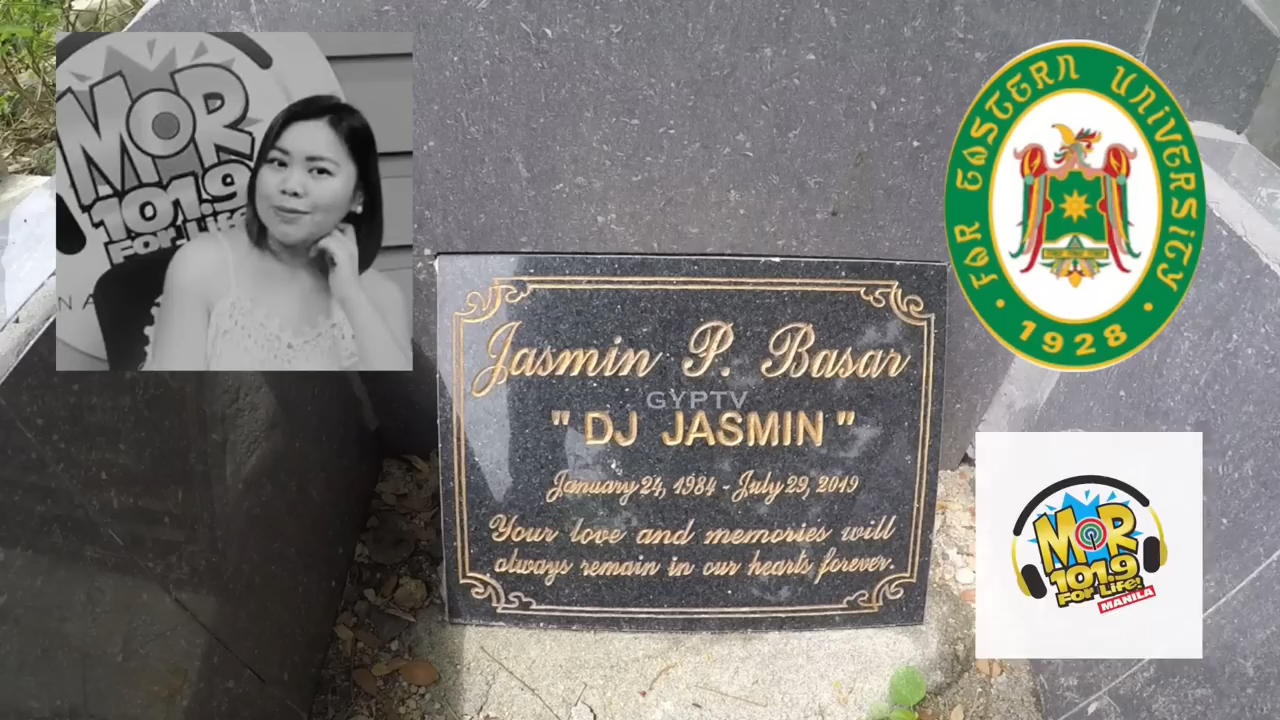 MOR
101.9
For Life
Jasmin P. Basar
GYPTV
" DJ JASMIN "
January 24, 1984 - July 29, 2019
Your love and memories will
always remain in our hearts forever.
FAR EASTERN UNIVERSITY
• 1928 •
MOR
101.9
For Life!
MANILA